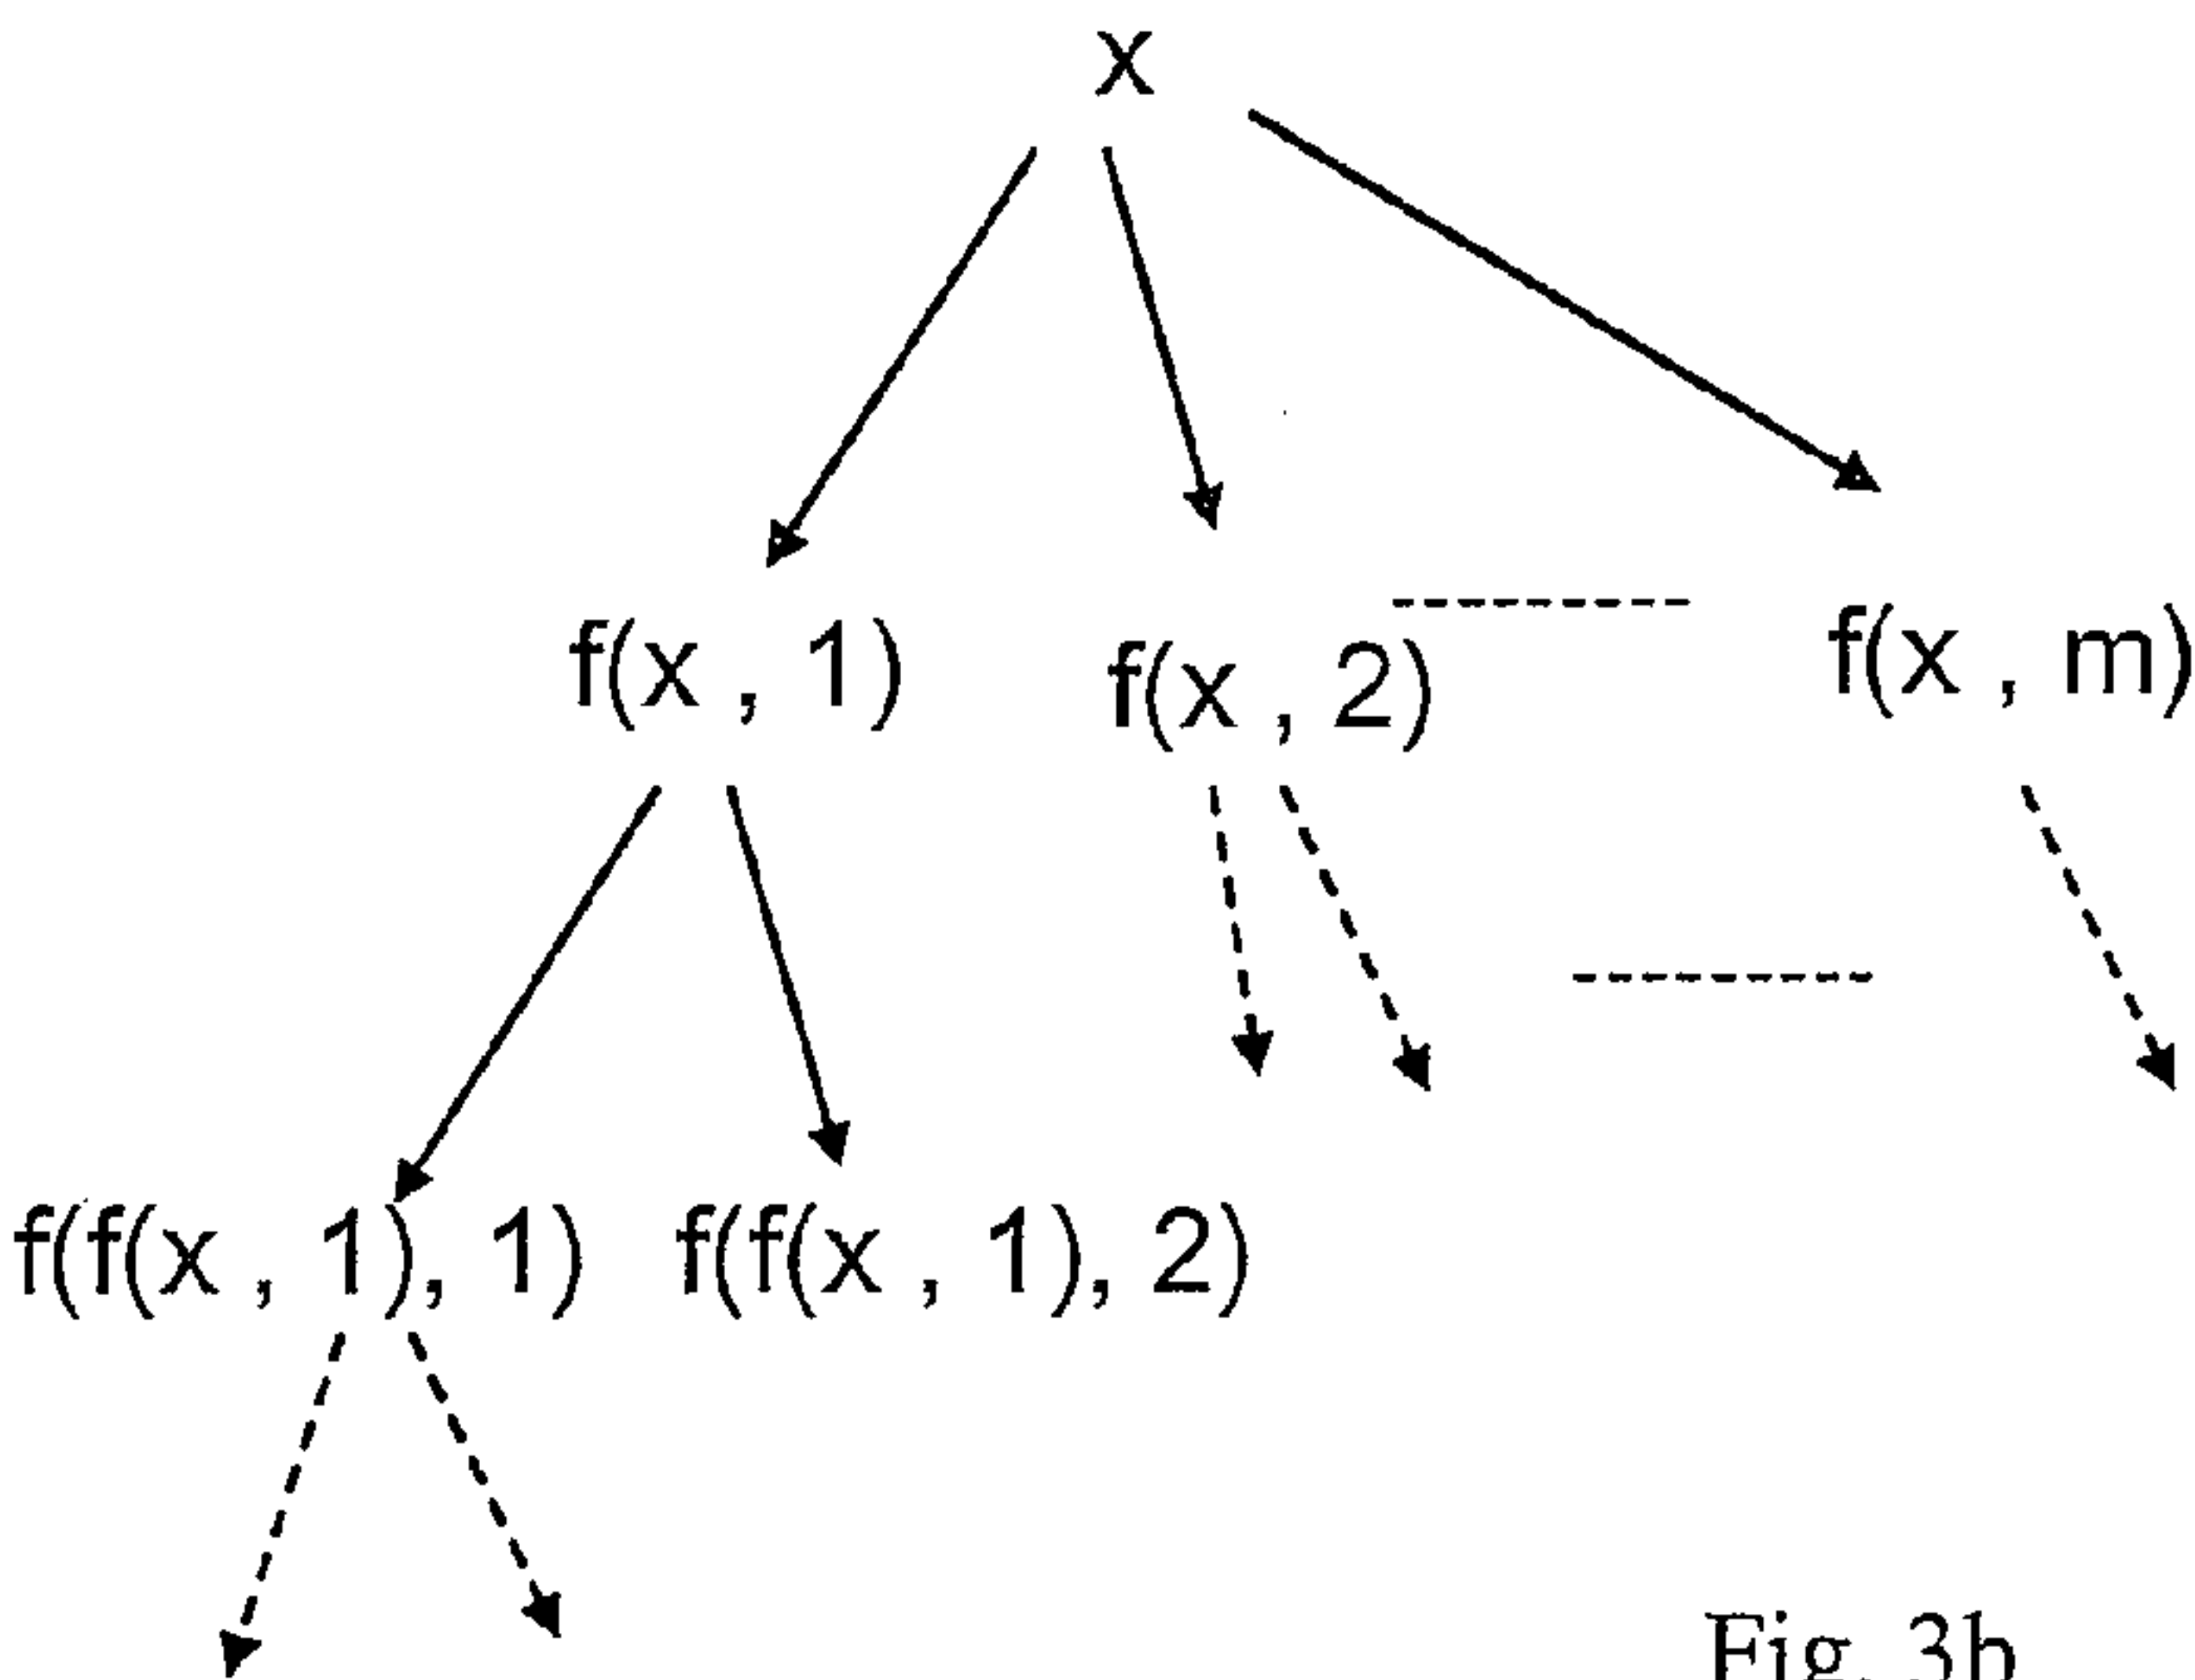 x
f(x , 1) f(x , 2) f(x , m)
f(f(x , 1), 1) f(f(x , 1), 2)
Fig. 3b